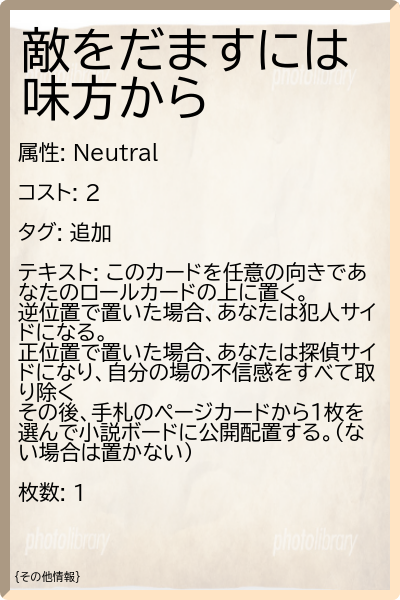 敵をだますには
味方から
photolibrary
属性: Neutral
コスト: 2
タグ: 追加
テキスト: このカードを任意の向きであ
なたのロールカードの上に置く。
逆位置で置いた場合、あなたは犯人サイ
ドになる。
正位置で置いた場合、あなたは探偵サイ
ドになり、自分の場の不信感をすべて取
り除く
その後、手札のページカードから1枚を
選んで小説ボードに公開配置する。（な
い場合は置かない）
枚数: 1
photolibrary photolibrary
{その他情報}